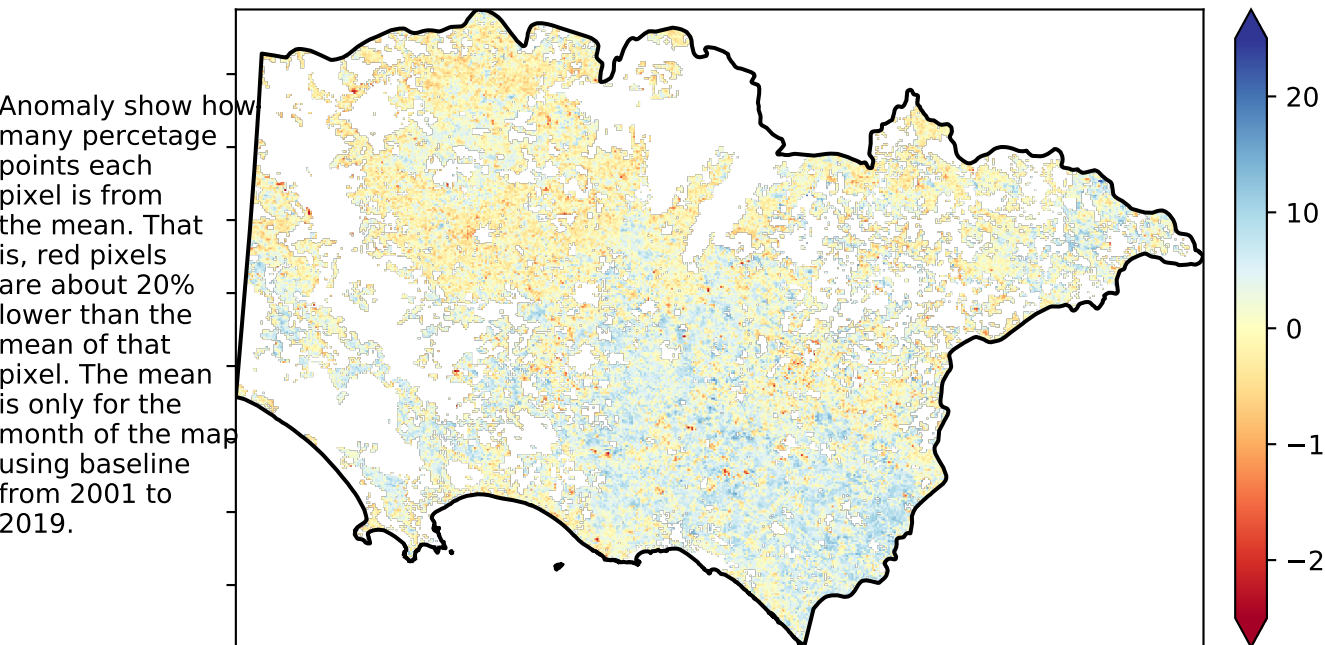 Anomaly show how
many percetage
points each
pixel is from
the mean. That
is, red pixels
are about 20%
lower than the
mean of that
pixel. The mean
is only for the
month of the map
using baseline
from 2001 to
2019.
20
10
0
−1
−2